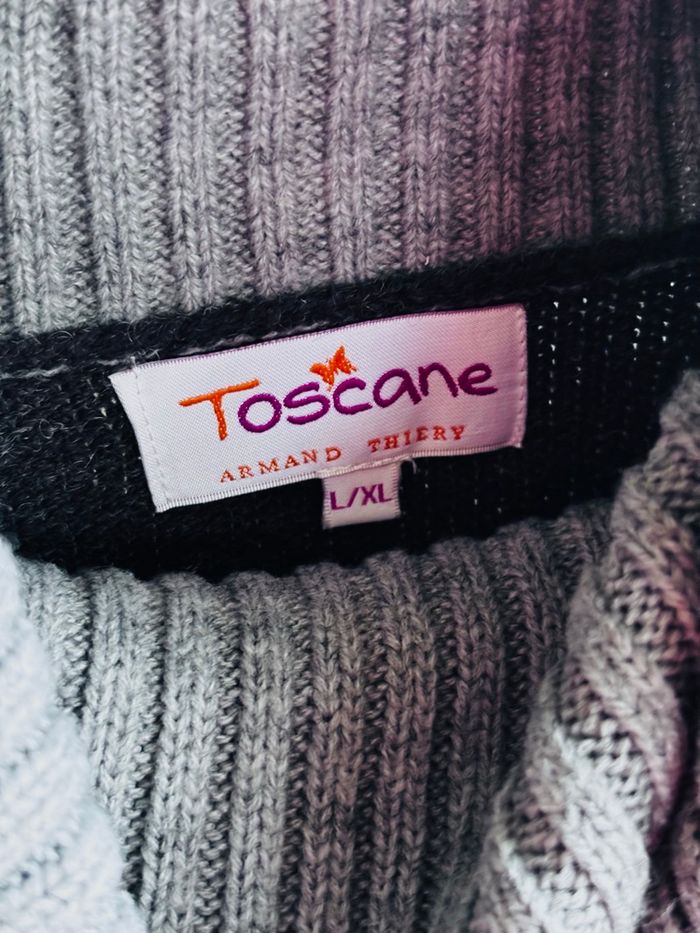 Toscane
ARMAND THIERY
L/XL